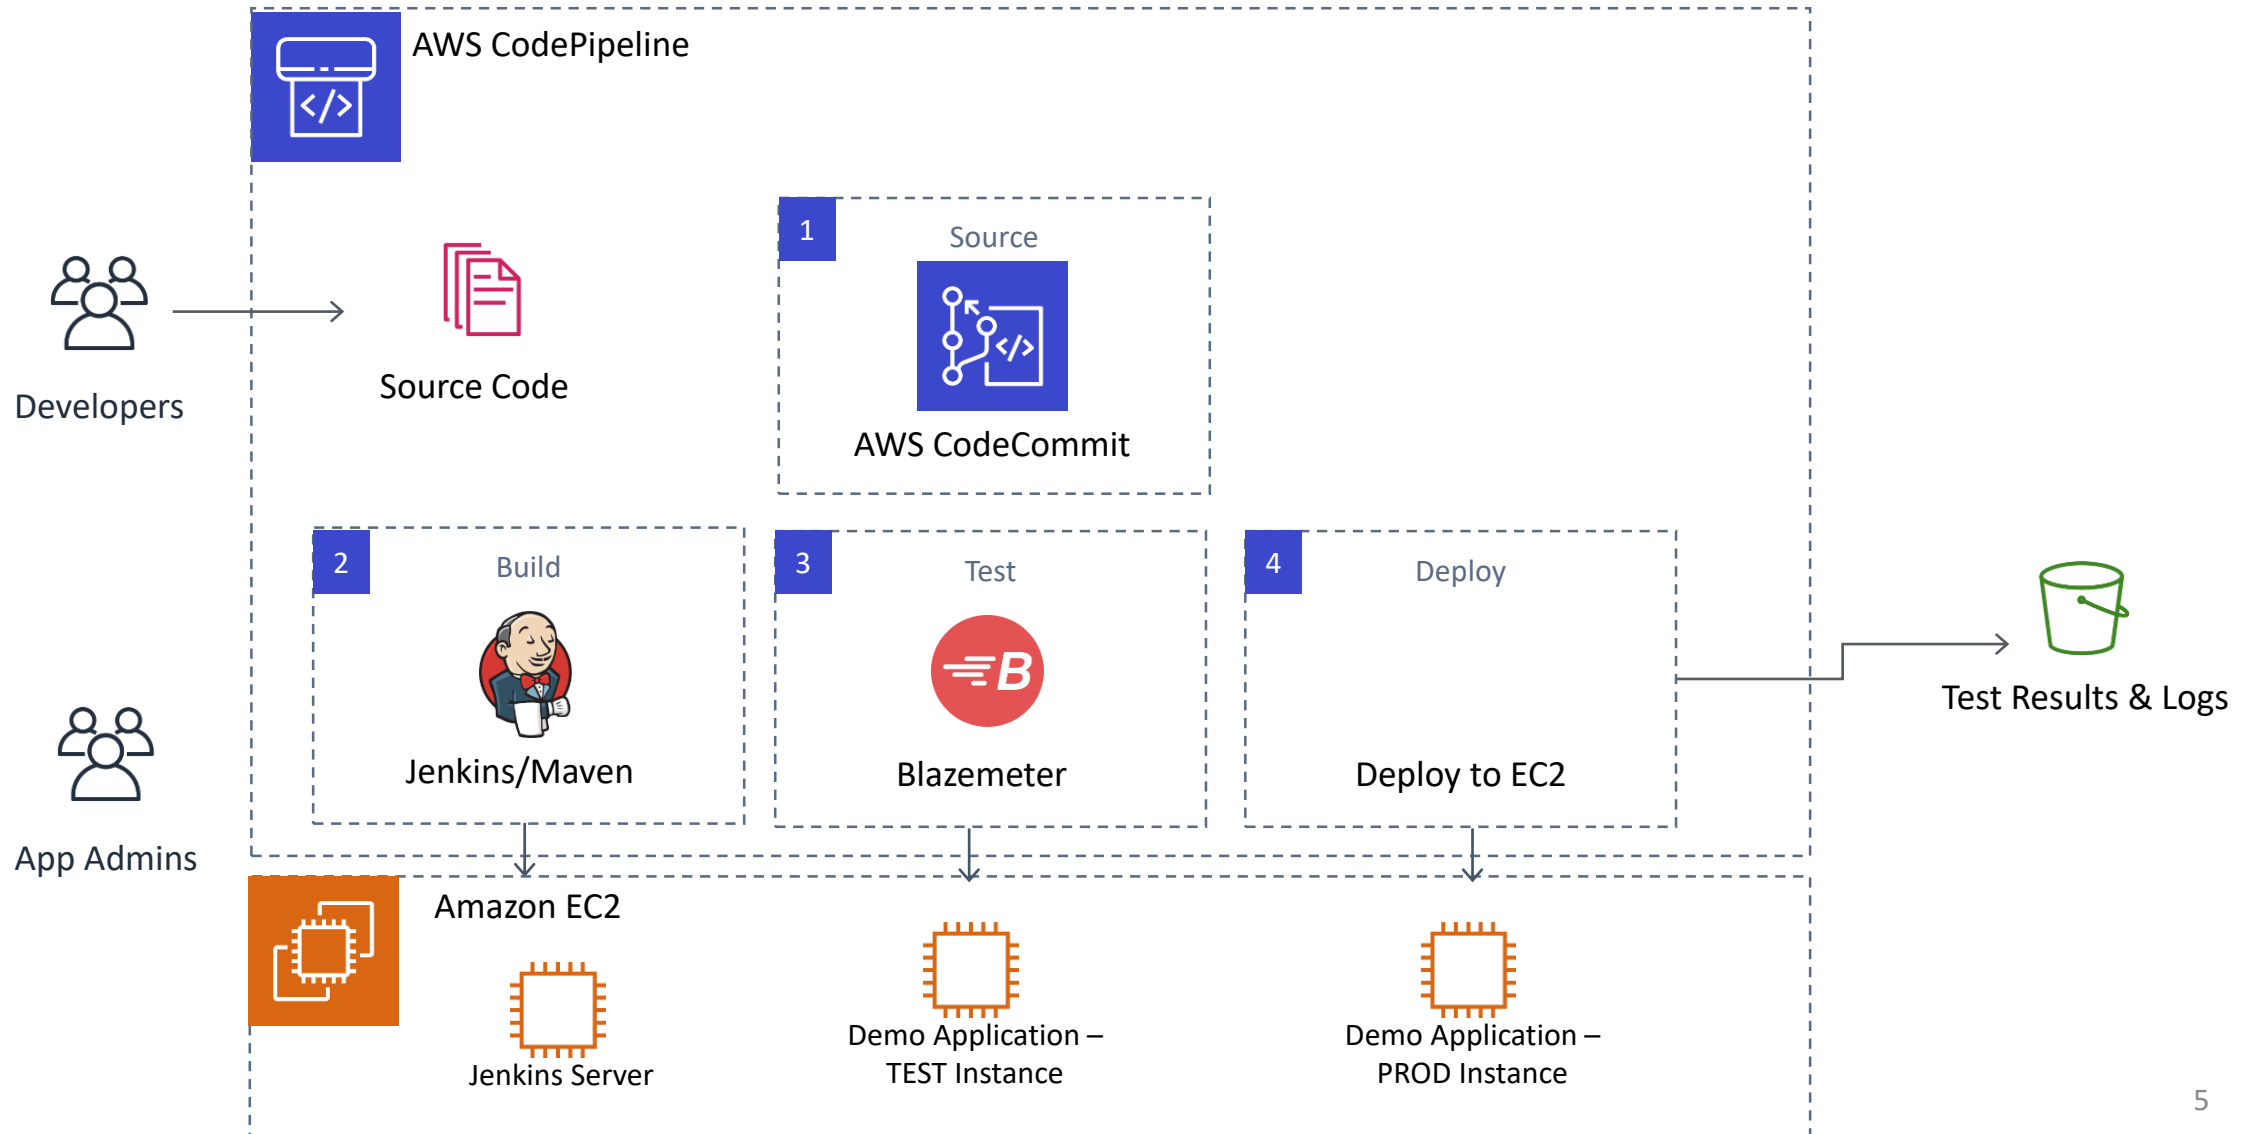 AWS CodePipeline
1
Source
AWS CodeCommit
Source Code
Developers
2
Build
Jenkins/Maven
3
Test
B
Blazemeter
4
Deploy
Deploy to EC2
Test Results & Logs
App Admins
Amazon EC2
Jenkins Server
Demo Application –
TEST Instance
Demo Application –
PROD Instance
5